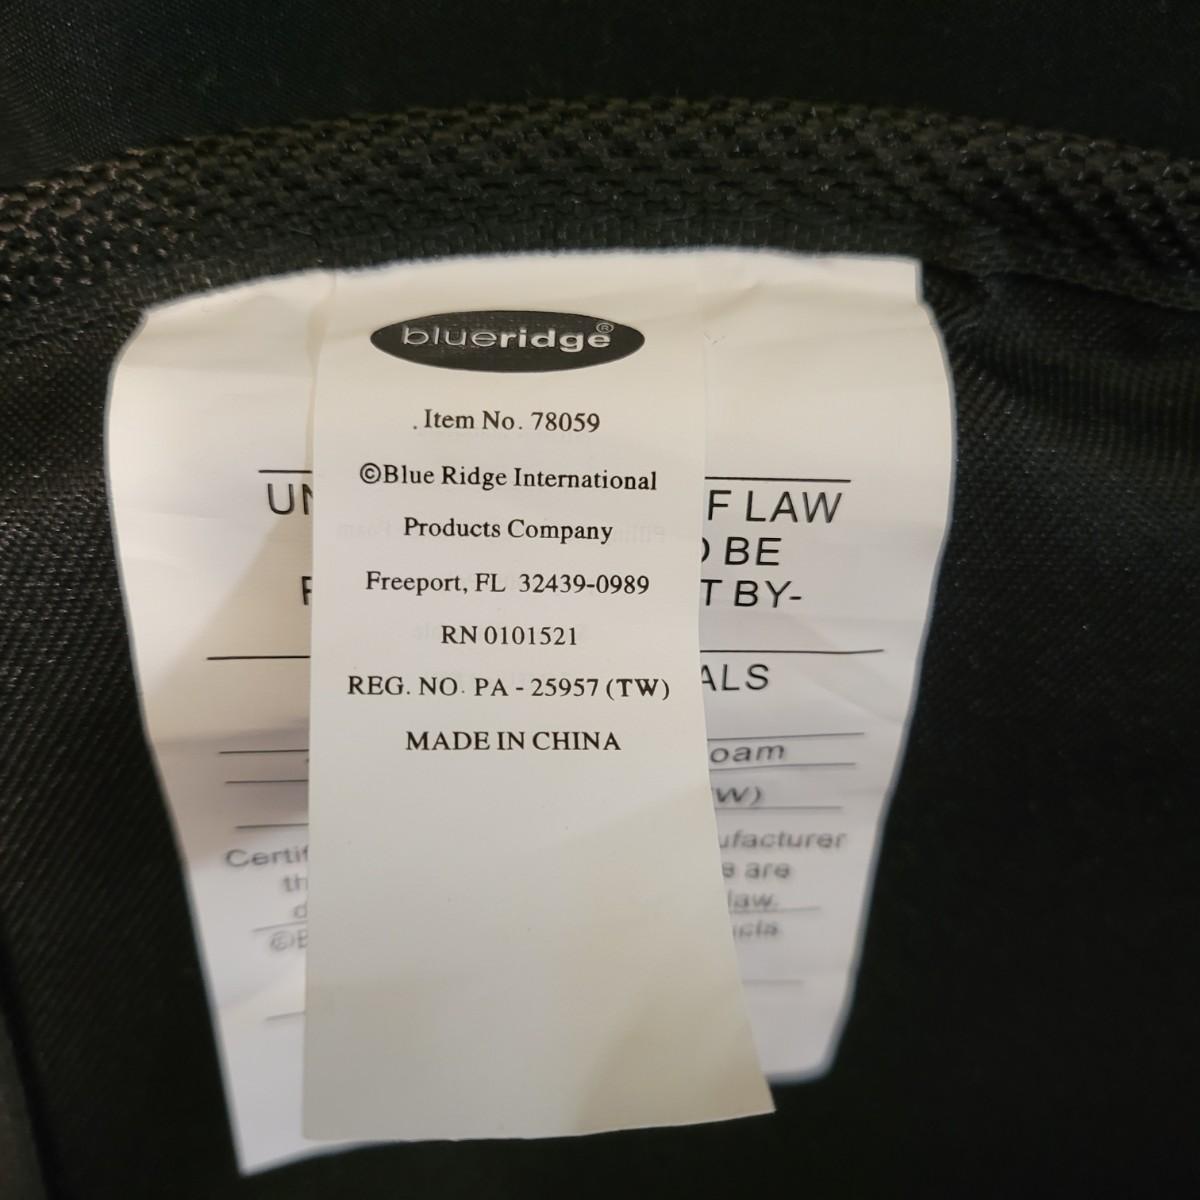 blueridge®
.Item No. 78059
©Blue Ridge International
Products Company
Freeport, FL 32439-0989
RN 0101521
REG. NO. PA - 25957 (TW)
MADE IN CHINA
UN
F LAW
BE
F
T BY-
ALS
oam
W)
Certif
ufacturer
th
are
law.
©B